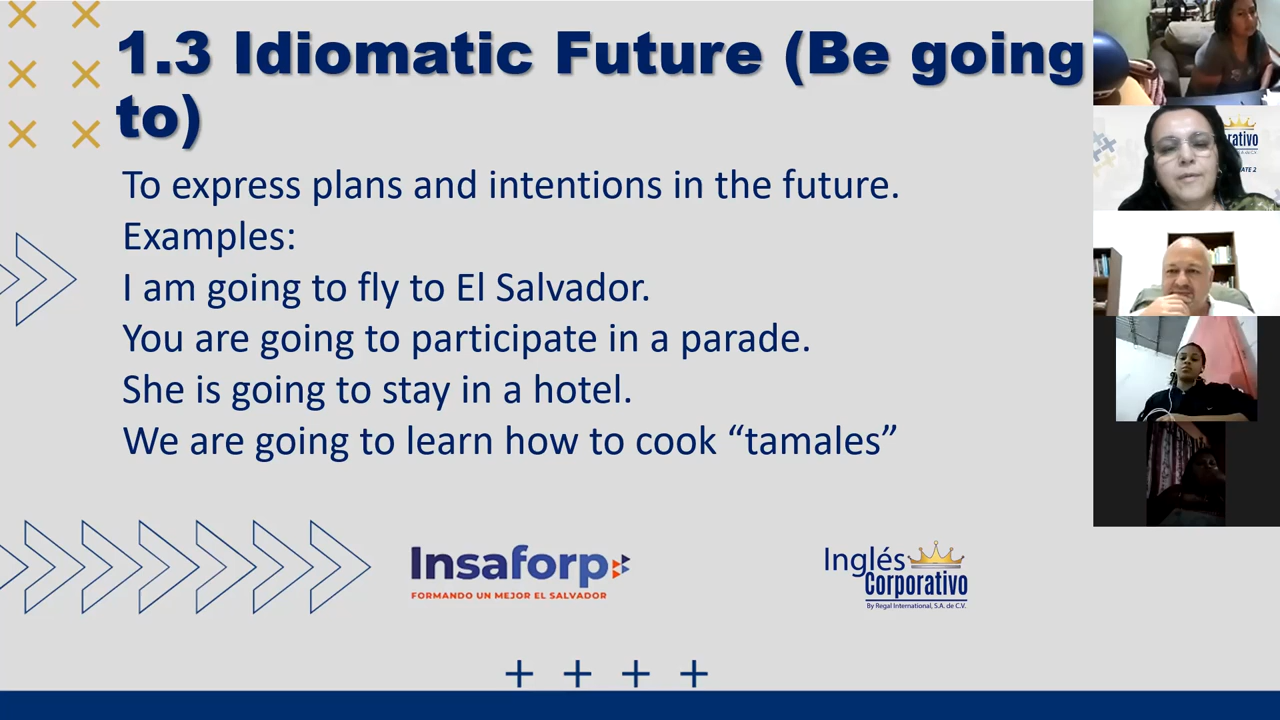 1.3 Idiomatic Future (Be going
to)
To express plans and intentions in the future.
Examples:
I am going to fly to El Salvador.
You are going to participate in a parade.
She is going to stay in a hotel.
We are going to learn how to cook “tamales”
Insaforp
FORMANDO UN MEJOR EL SALVADOR
Inglés
Corporativo
By Regal International, S.A. de C.V.